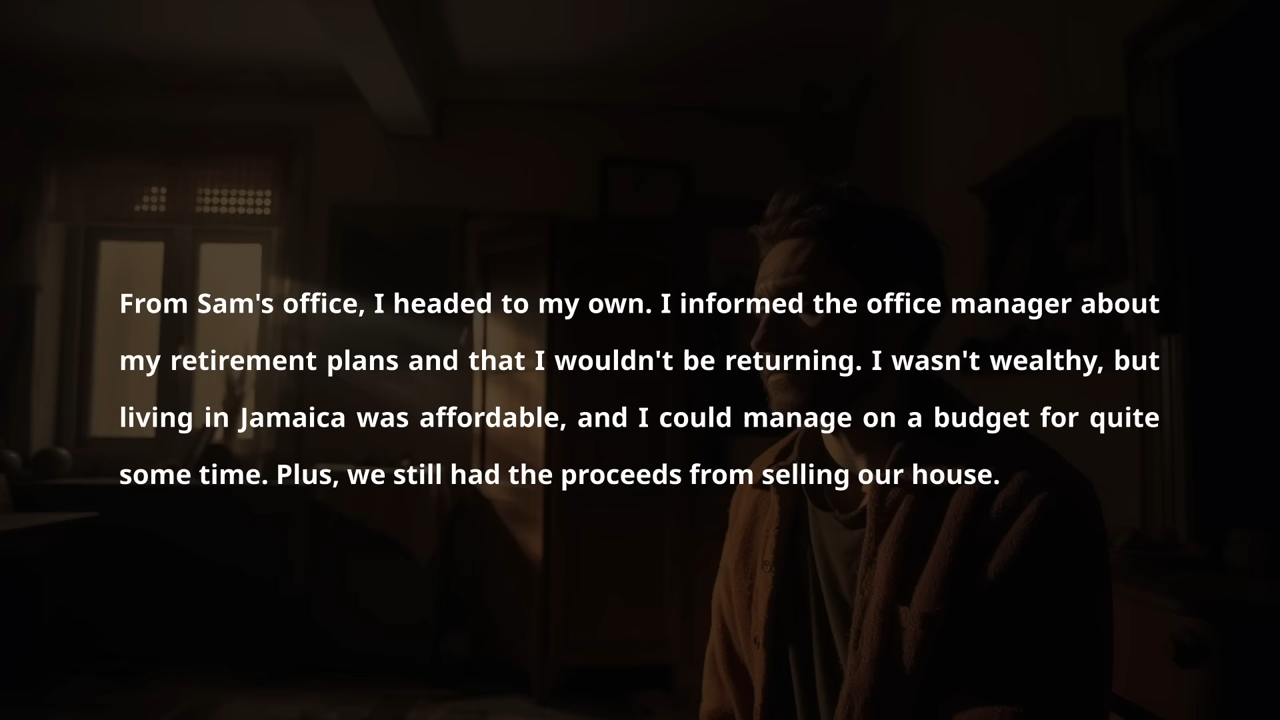 From Sam's office, I headed to my own. I informed the office manager about
my retirement plans and that I wouldn't be returning. I wasn't wealthy, but
living in Jamaica was affordable, and I could manage on a budget for quite
some time. Plus, we still had the proceeds from selling our house.